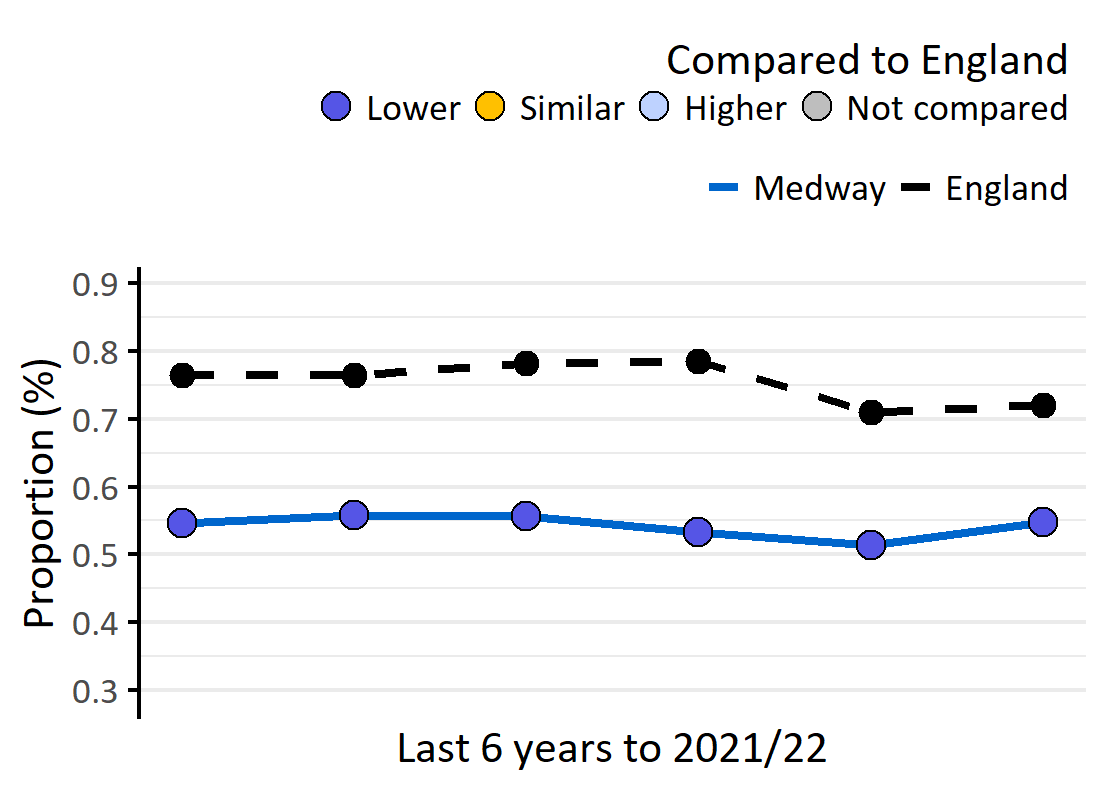 Compared to England
Lower Similar Higher Not compared
Medway England
0.9
0.8
0.7
0.6
0.5
0.4
0.3
Proportion (%)
Last 6 years to 2021/22